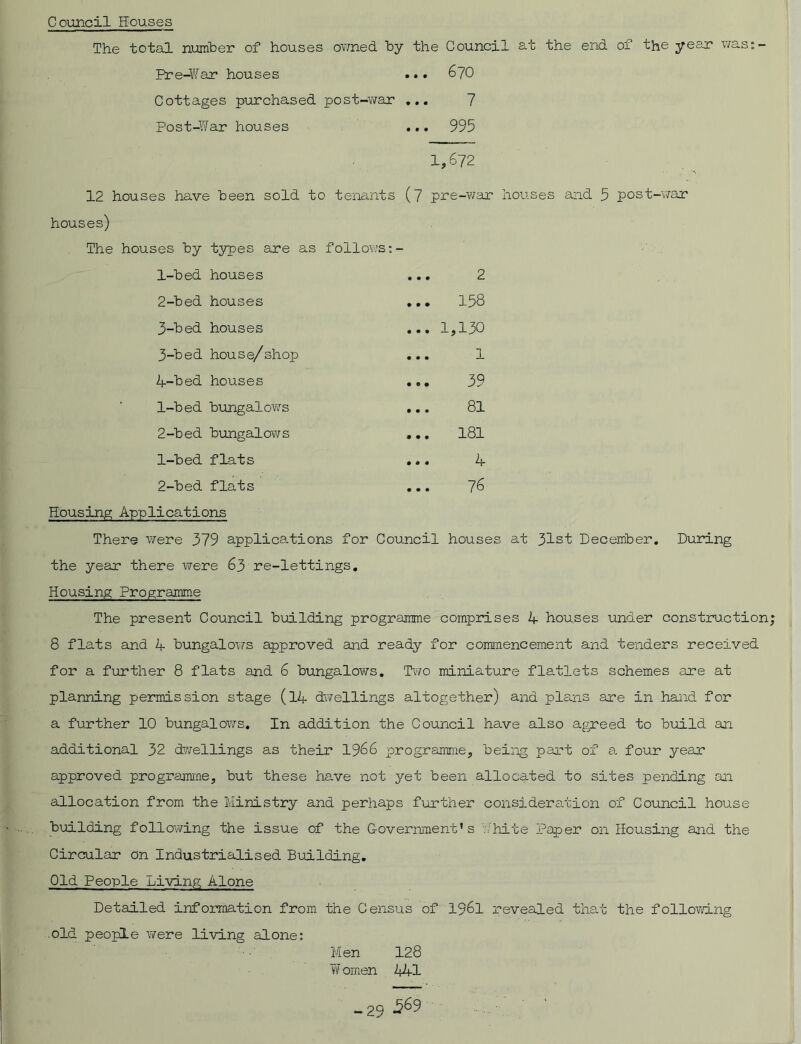 Council Houses
The total number of houses owned by the Council at the end of the year was:-
Pre-War houses ... 670
Cottages purchased post-war ... 7
Post-War houses ... 995
1,672
12 houses have been sold to tenants (7 pre-war houses and 5 post-war
houses)
The houses by types are as follows:-
1-bed houses ... 2
2-bed houses ... 158
3-bed houses ... 1,130
3-bed house/shop ... 1
4-bed houses ... 39
1-bed bungalows ... 81
2-bed bungalows ... 181
1-bed flats ... 4
2-bed flats ... 76
Housing Applications
There were 379 applications for Council houses at 31st December. During
the year there were 63 re-lettings.
Housing Programme
The present Council building programme comprises 4 houses under construction;
8 flats and 4 bungalows approved and ready for commencement and tenders received
for a further 8 flats and 6 bungalows. Two miniature flatlets schemes are at
planning permission stage (14 dwellings altogether) and plans are in hand for
a further 10 bungalows. In addition the Council have also agreed to build an
additional 32 dwellings as their 1966 programme, being part of a four year
approved programme, but these have not yet been allocated to sites pending an
allocation from the Ministry and perhaps further consideration of Council house
building following the issue of the Government's White Paper on Housing and the
Circular on Industrialised Building.
Old People Living Alone
Detailed information from the Census of 1961 revealed that the following
old people were living alone:
Men 128
Women 441
-29 569